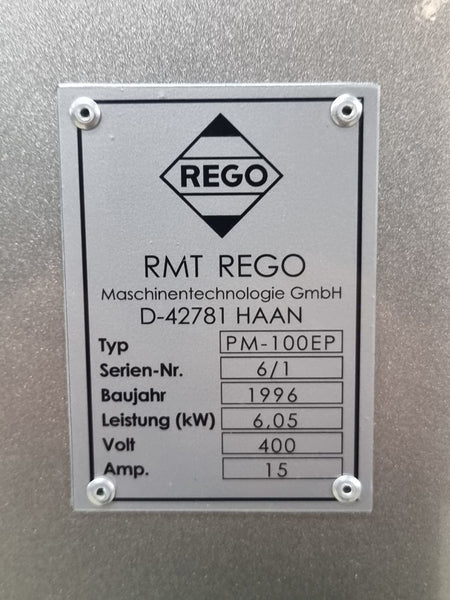 REGO
RMT REGO
Maschinentechnologie GmbH
D-42781 HAAN
Typ PM-100EP
Serien-Nr. 6/1
Baujahr 1996
Leistung (kW) 6,05
Volt 400
Amp. 15